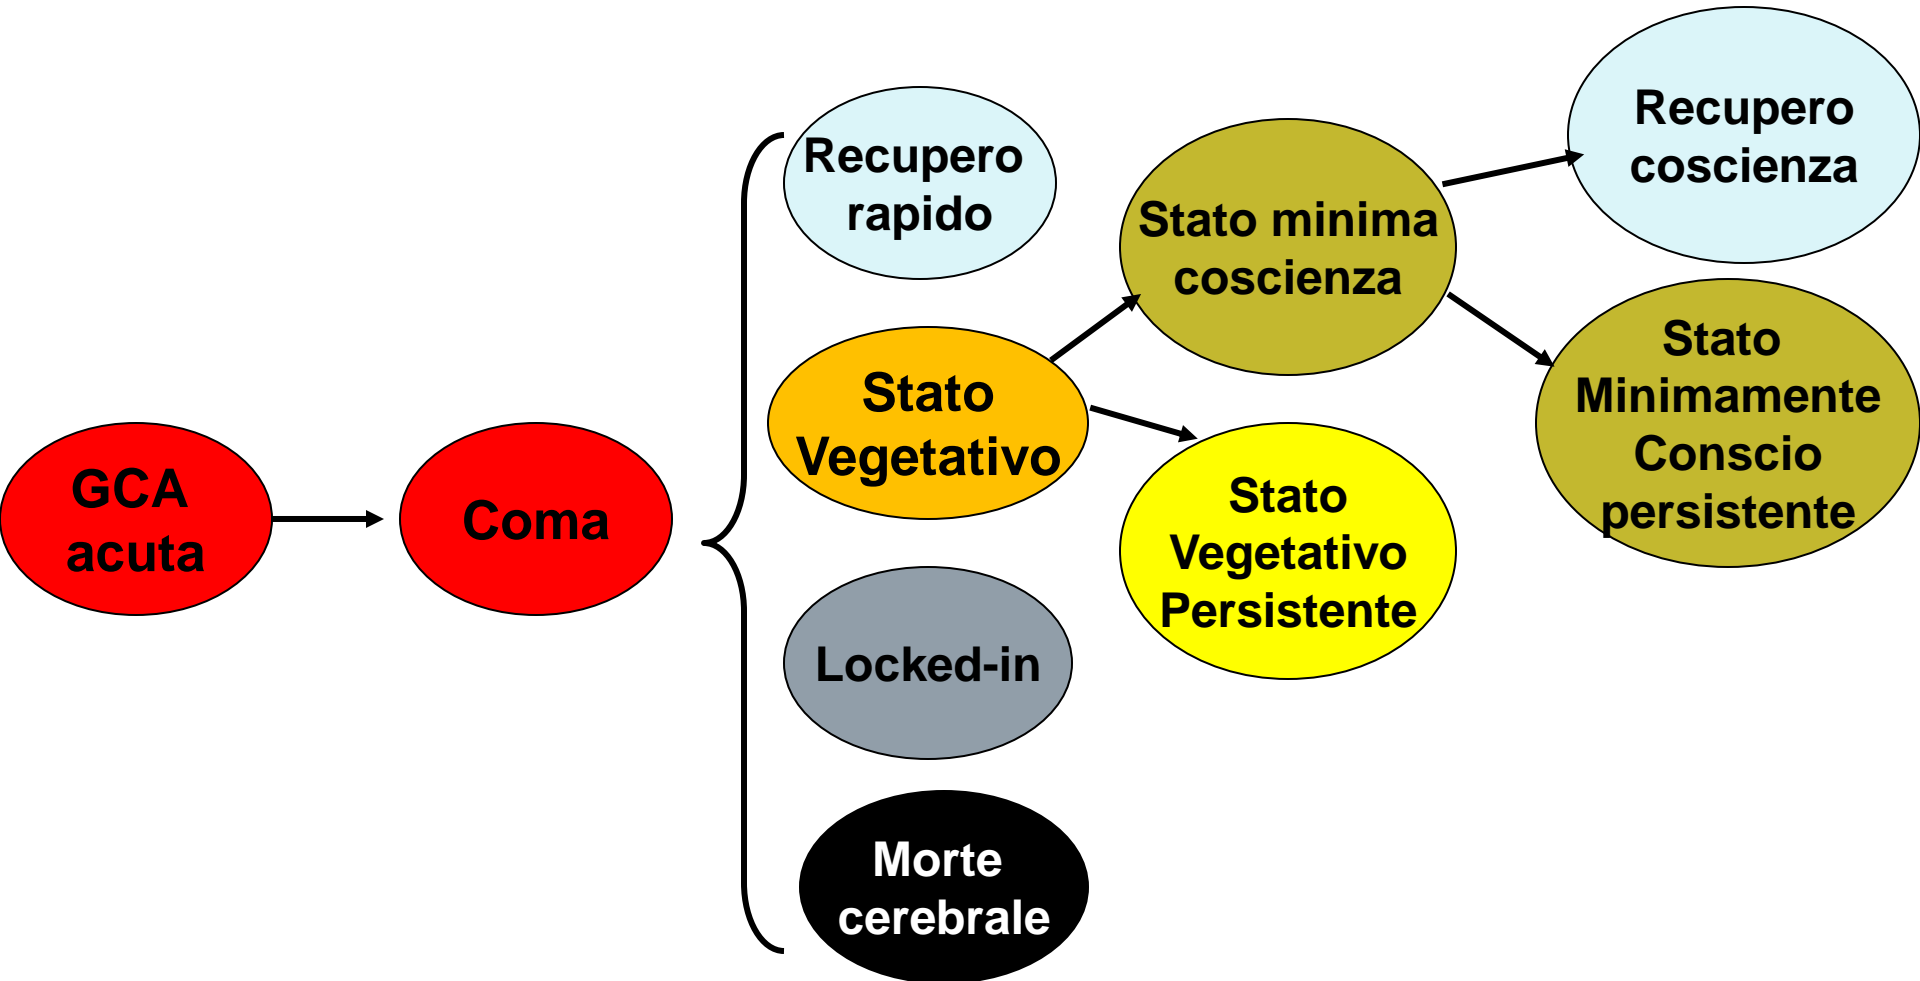 GCA
acuta
Coma
Recupero
rapido
Stato
Vegetativo
Locked-in
Morte
cerebrale
Stato minima
coscienza
Stato
Vegetativo
Persistente
Recupero
coscienza
Stato
Minimamente
Conscio
persistente